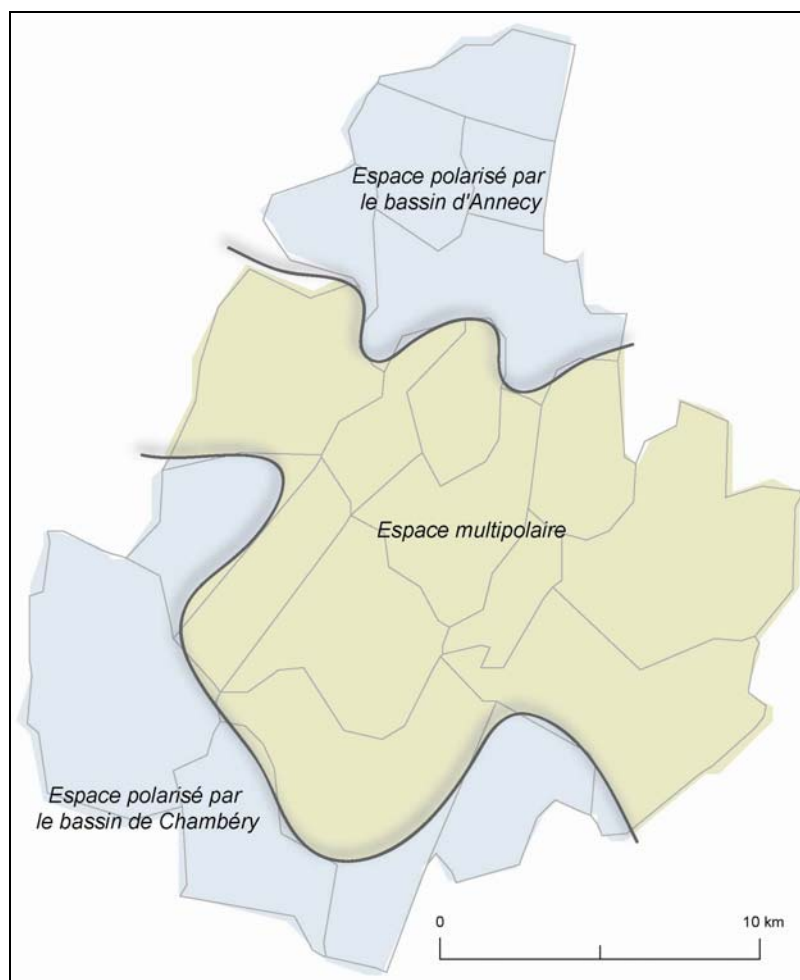 Espace polarisé par
le bassin d'Annecy
Espace multipolaire
Espace polarisé par
le bassin de Chambéry
0
10 km